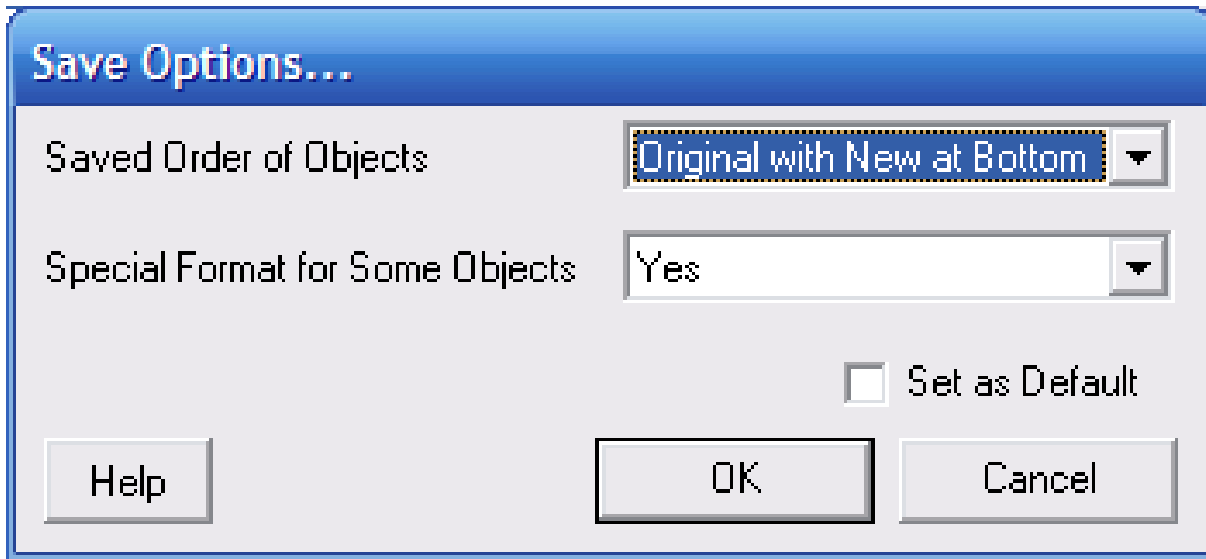 Save Options...
Saved Order of Objects Original with New at Bottom
Special Format for Some Objects Yes
Set as Default
Help OK Cancel